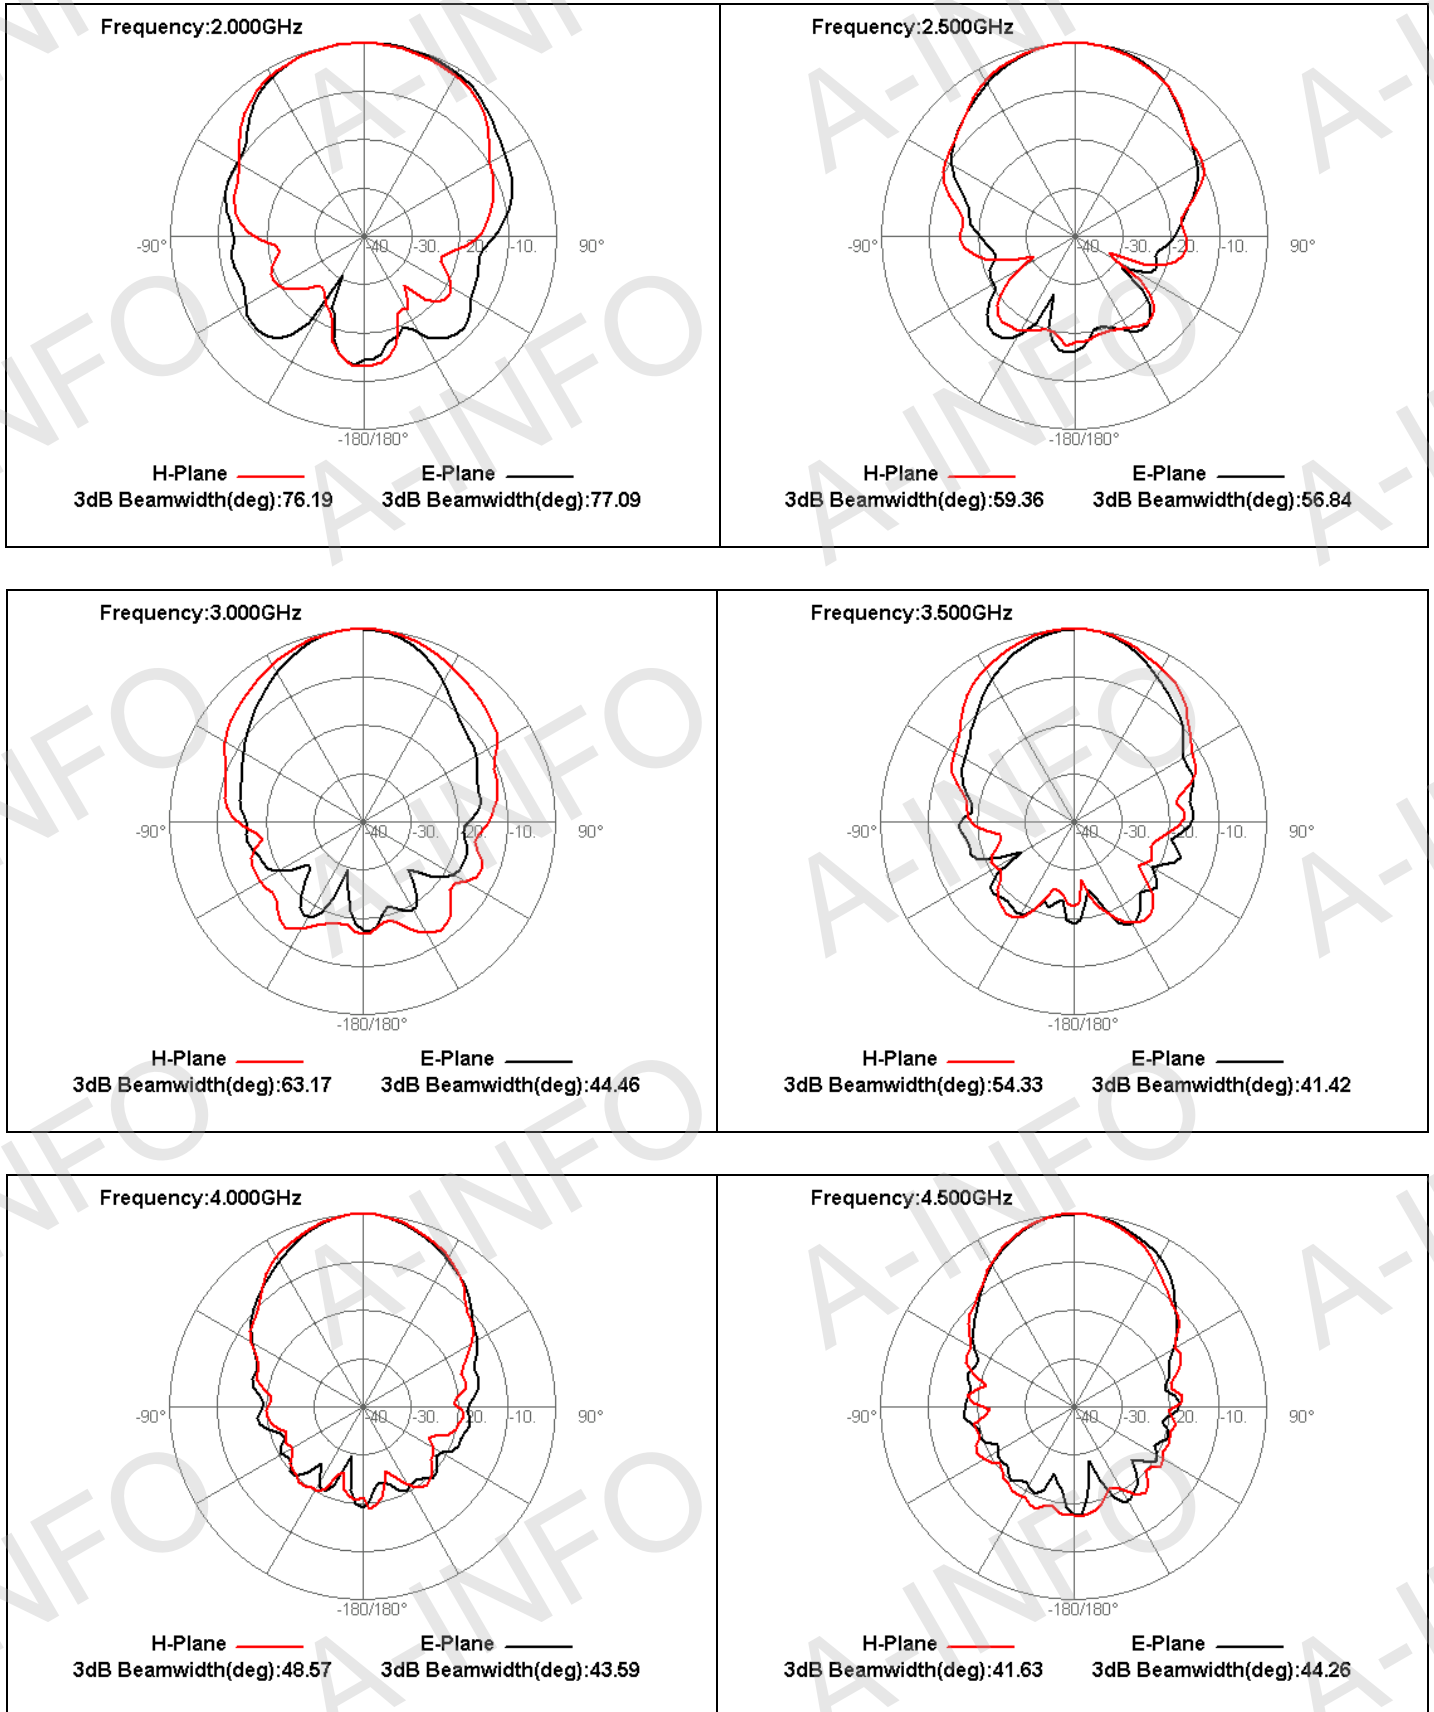 Frequency:2.000GHz
-90° -40. -30. -20. -10. 90°
-180/180°
H-Plane E-Plane
3dB Beamwidth(deg):76.19 3dB Beamwidth(deg):77.09
Frequency:2.500GHz
-90° -40. -30. -20. -10. 90°
-180/180°
H-Plane E-Plane
3dB Beamwidth(deg):59.36 3dB Beamwidth(deg):56.84
Frequency:3.000GHz
-90° -40. -30. -20. -10. 90°
-180/180°
H-Plane E-Plane
3dB Beamwidth(deg):63.17 3dB Beamwidth(deg):44.46
Frequency:3.500GHz
-90° -40. -30. -20. -10. 90°
-180/180°
H-Plane E-Plane
3dB Beamwidth(deg):54.33 3dB Beamwidth(deg):41.42
Frequency:4.000GHz
-90° -40. -30. -20. -10. 90°
-180/180°
H-Plane E-Plane
3dB Beamwidth(deg):48.57 3dB Beamwidth(deg):43.59
Frequency:4.500GHz
-90° -40. -30. -20. -10. 90°
-180/180°
H-Plane E-Plane
3dB Beamwidth(deg):41.63 3dB Beamwidth(deg):44.26
A-INFO